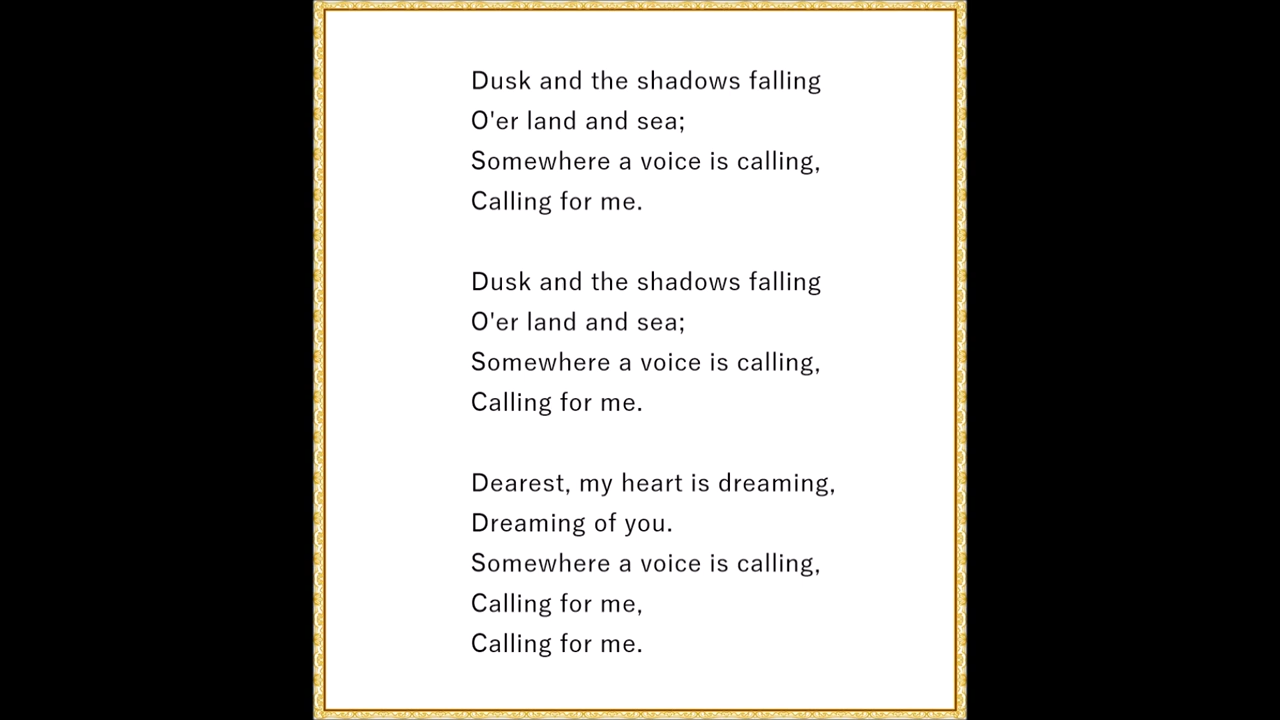 Dusk and the shadows falling
O'er land and sea;
Somewhere a voice is calling,
Calling for me.
Dusk and the shadows falling
O'er land and sea;
Somewhere a voice is calling,
Calling for me.
Dearest, my heart is dreaming,
Dreaming of you.
Somewhere a voice is calling,
Calling for me,
Calling for me.